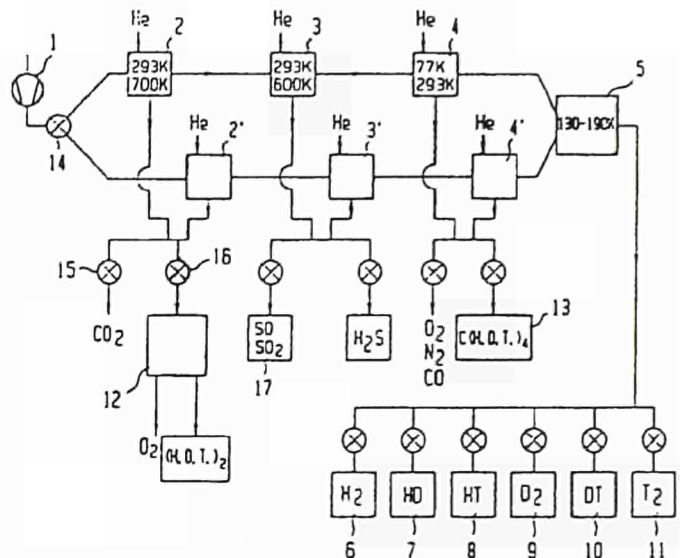 He 2 He 3 He 4
1 5
293K 293K 77K
700K 600K 293K
130-190K
He 2' He 3' He 4'
14
15 16
CO2 SO H2S O2 C(H,D,T,)4 13
SO2 N2
12 17 CO
O2 (H,D,T,)2
H2 HD HT D2 DT T2
6 7 8 9 10 11